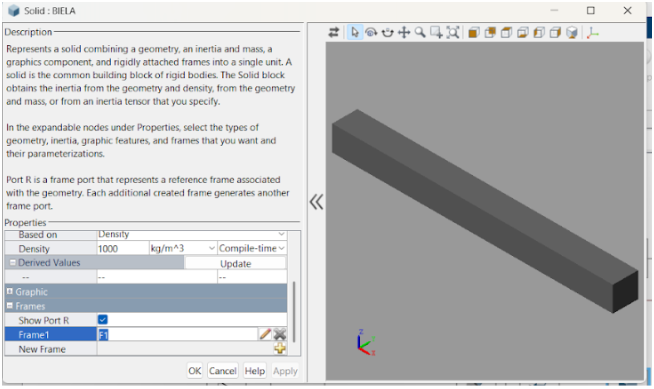 Solid : BIELA
Description
Represents a solid combining a geometry, an inertia and mass, a
graphics component, and rigidly attached frames into a single unit. A
solid is the common building block of rigid bodies. The Solid block
obtains the inertia from the geometry and density, from the geometry
and mass, or from an inertia tensor that you specify.
In the expandable nodes under Properties, select the types of
geometry, inertia, graphic features, and frames that you want and
their parameterizations.
Port R is a frame port that represents a reference frame associated
with the geometry. Each additional created frame generates another
frame port.
Properties
Based on Density
Density 1000 kg/m^3 Compile-time
Derived Values Update
-- -- --
Graphic
Frames
Show Port R
Frame1 F1
New Frame
OK Cancel Help Apply
z
x